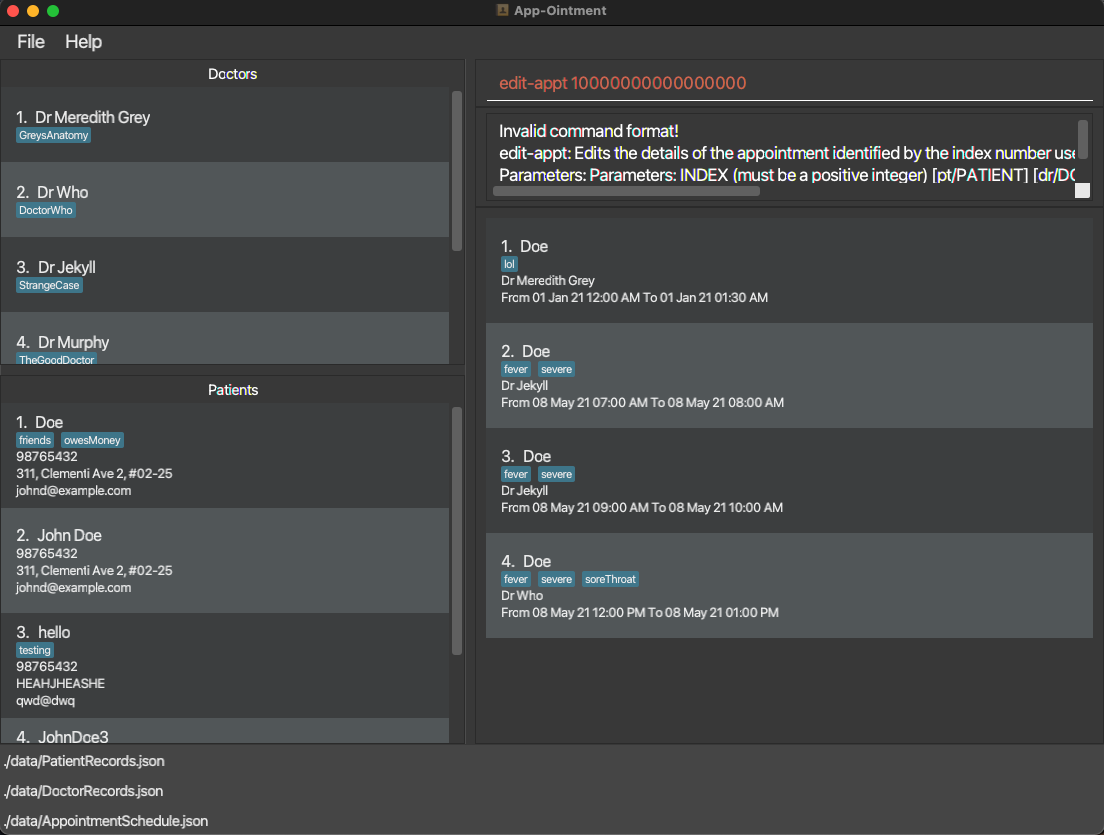 App-Ointment
File Help
Doctors
1. Dr Meredith Grey
GreysAnatomy
2. Dr Who
DoctorWho
3. Dr Jekyll
StrangeCase
4. Dr Murphy
TheGoodDoctor
Patients
1. Doe
friends owesMoney
98765432
311, Clementi Ave 2, #02-25
johnd@example.com
2. John Doe
98765432
311, Clementi Ave 2, #02-25
johnd@example.com
3. hello
testing
98765432
HEAHJHEASHE
qwd@dwq
4. JohnDoe3
edit-appt 10000000000000000
Invalid command format!
edit-appt: Edits the details of the appointment identified by the index number use
Parameters: Parameters: INDEX (must be a positive integer) [pt/PATIENT] [dr/DO
1. Doe
lol
Dr Meredith Grey
From 01 Jan 21 12:00 AM To 01 Jan 21 01:30 AM
2. Doe
fever severe
Dr Jekyll
From 08 May 21 07:00 AM To 08 May 21 08:00 AM
3. Doe
fever severe
Dr Jekyll
From 08 May 21 09:00 AM To 08 May 21 10:00 AM
4. Doe
fever severe soreThroat
Dr Who
From 08 May 21 12:00 PM To 08 May 21 01:00 PM
./data/PatientRecords.json
./data/DoctorRecords.json
./data/AppointmentSchedule.json